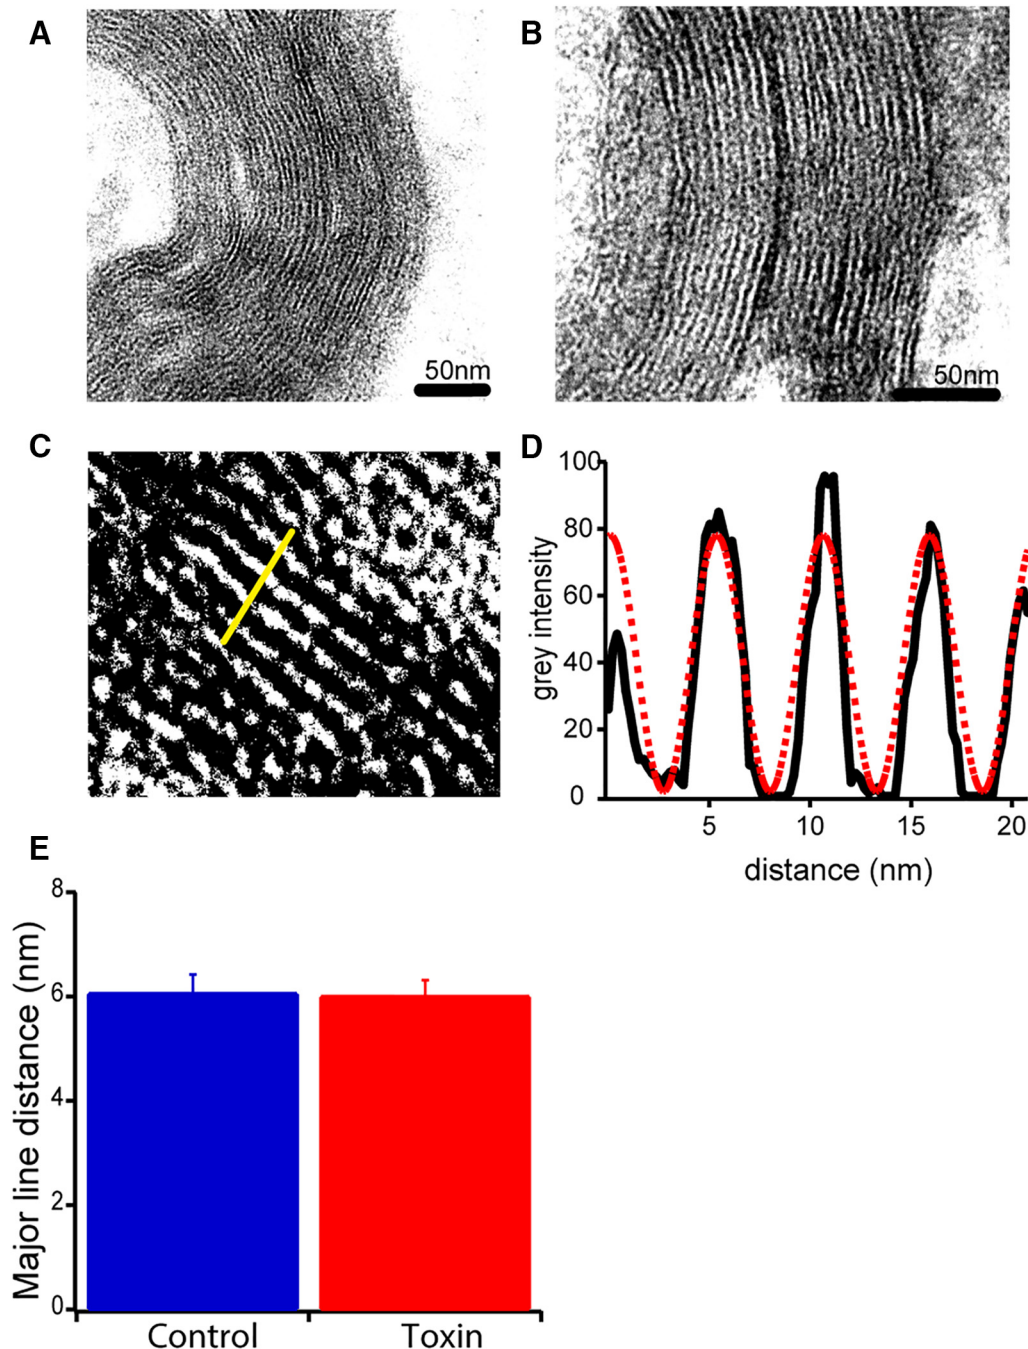 A
B
50nm
50nm
C
D
100
80
60
40
20
0
grey intensity
5
10
15
20
distance (nm)
E
8
6
4
2
0
Major line distance (nm)
Control
Toxin